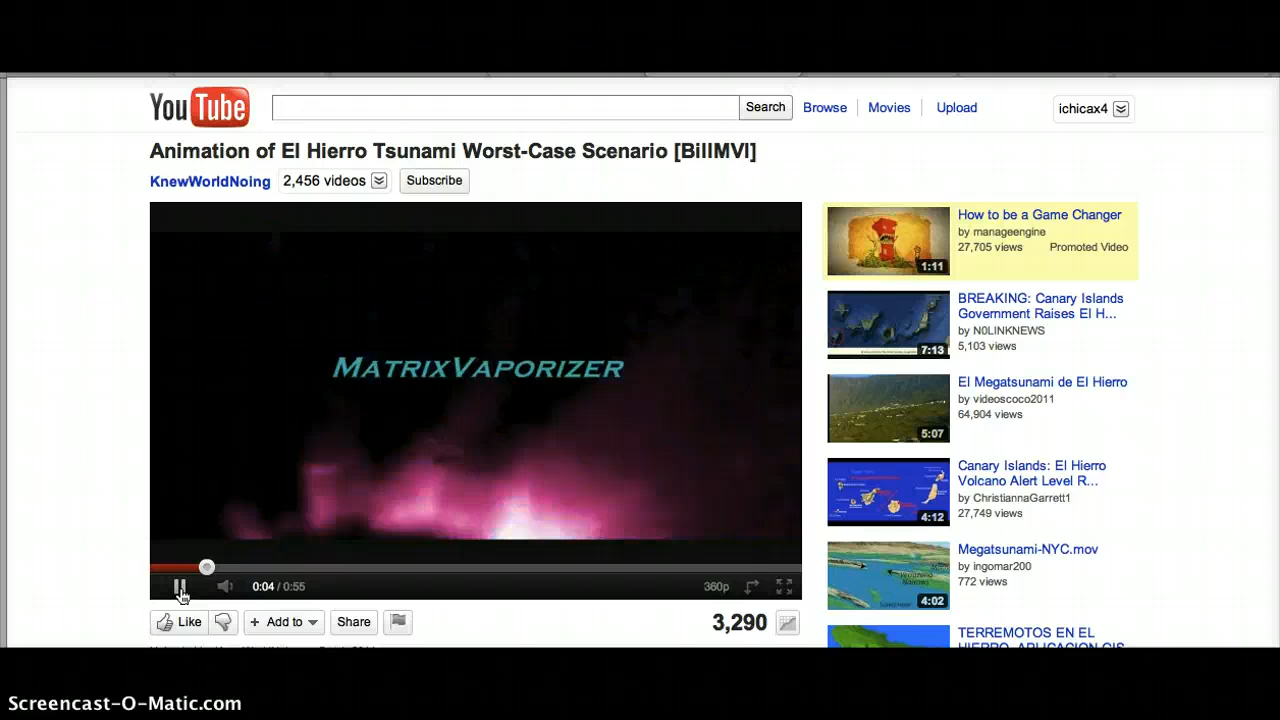 YouTube
Search
Browse
Movies
Upload
ichicax4
Animation of El Hierro Tsunami Worst-Case Scenario [BillMVI]
KnewWorldNoing
2,456 videos
Subscribe
MATRIXVAPORIZER
0:04 / 0:55
360p
Like
Add to
Share
3,290
How to be a Game Changer
by manageengine
27,705 views
Promoted Video
1:11
BREAKING: Canary Islands
Government Raises El H...
by N0LINKNEWS
5,103 views
7:13
El Megatsunami de El Hierro
by videoscoco2011
64,904 views
5:07
Canary Islands: El Hierro
Volcano Alert Level R...
by ChristiannaGarrett1
27,749 views
4:12
Megatsunami-NYC.mov
by ingomar200
772 views
4:02
TERREMOTOS EN EL
HIERRO. APLICACION GIS
Screencast-O-Matic.com